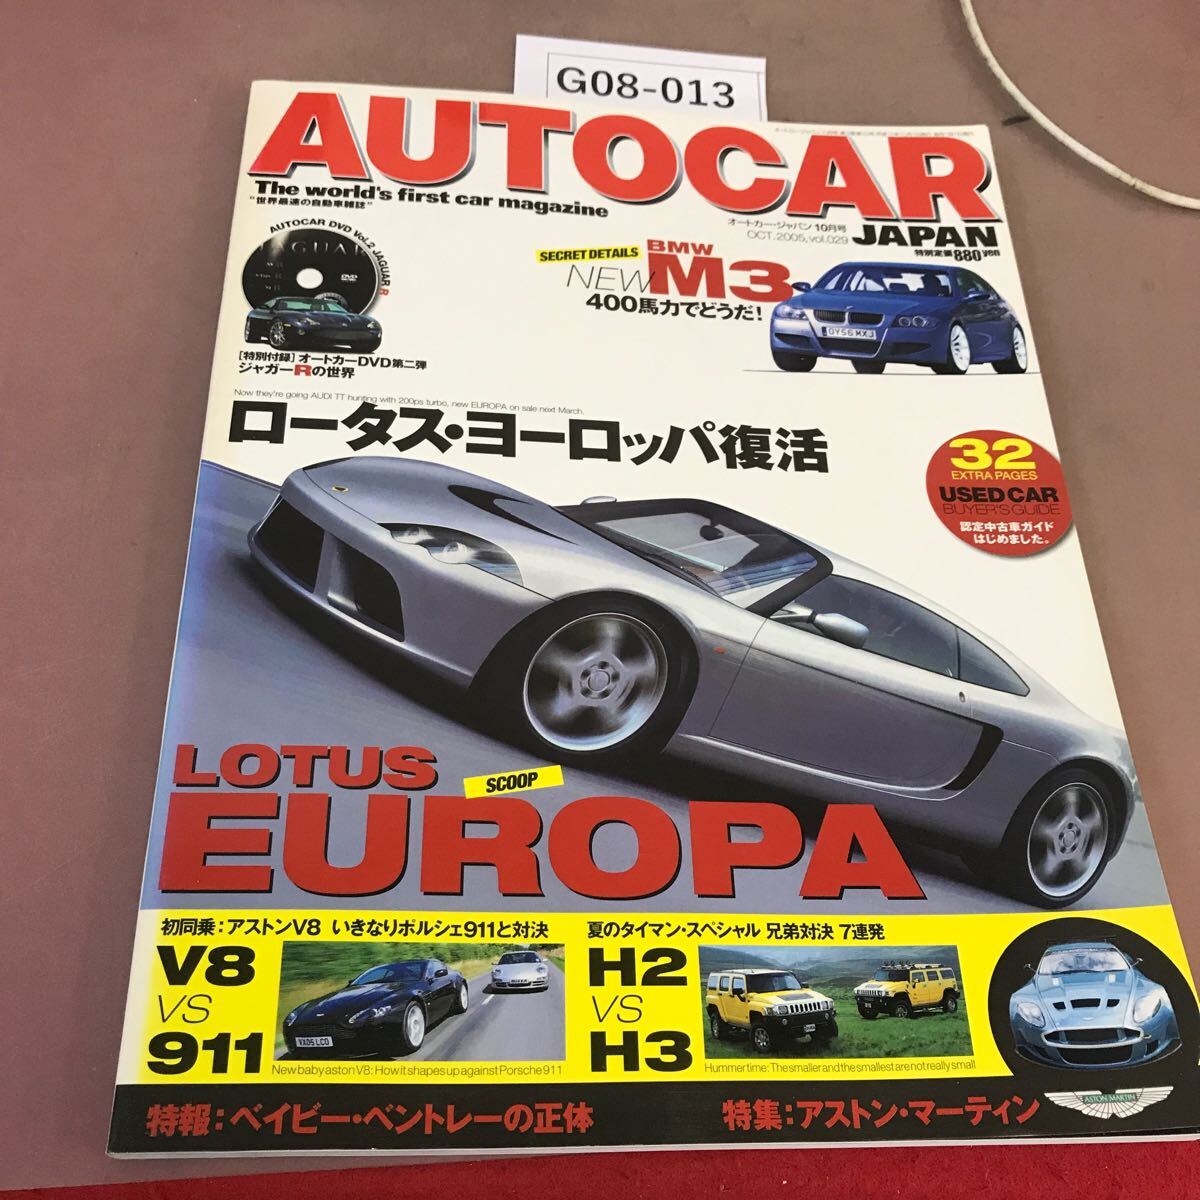 G08-013
AUTOCAR
The world's first car magazine
"世界最速の自動車雑誌"
オートカー・ジャパン 10月号
OCT.2005,vol.029
JAPAN
特別定価880yen
AUTOCAR DVD Vol.2 JAGUAR R
DVD
[特別付録] オートカーDVD第二弾
ジャガーRの世界
SECRET DETAILS
BMW
NEW M3
400馬力でどうだ!
OY56 MXJ
Now they're going AUDI TT hunting with 200ps turbo, new EUROPA on sale next March.
ロータス・ヨーロッパ復活
32
EXTRA PAGES
USED CAR
BUYER'S GUIDE
認定中古車ガイド
はじめました。
LOTUS
SCOOP
EUROPA
初同乗:アストンV8 いきなりポルシェ911と対決
V8
VS
911
VX05 LCO
New baby aston V8: How it shapes up against Porsche 911
夏のタイマン・スペシャル 兄弟対決 7連発
H2
VS
H3
Hummer time: The smaller and the smallest are not really small
ASTON MARTIN
特報:ベイビー・ベントレーの正体
特集:アストン・マーティン